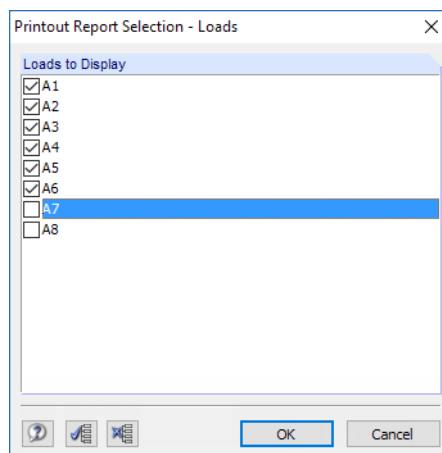 Printout Report Selection - Loads
Loads to Display
A1
A2
A3
A4
A5
A6
A7
A8
OK Cancel